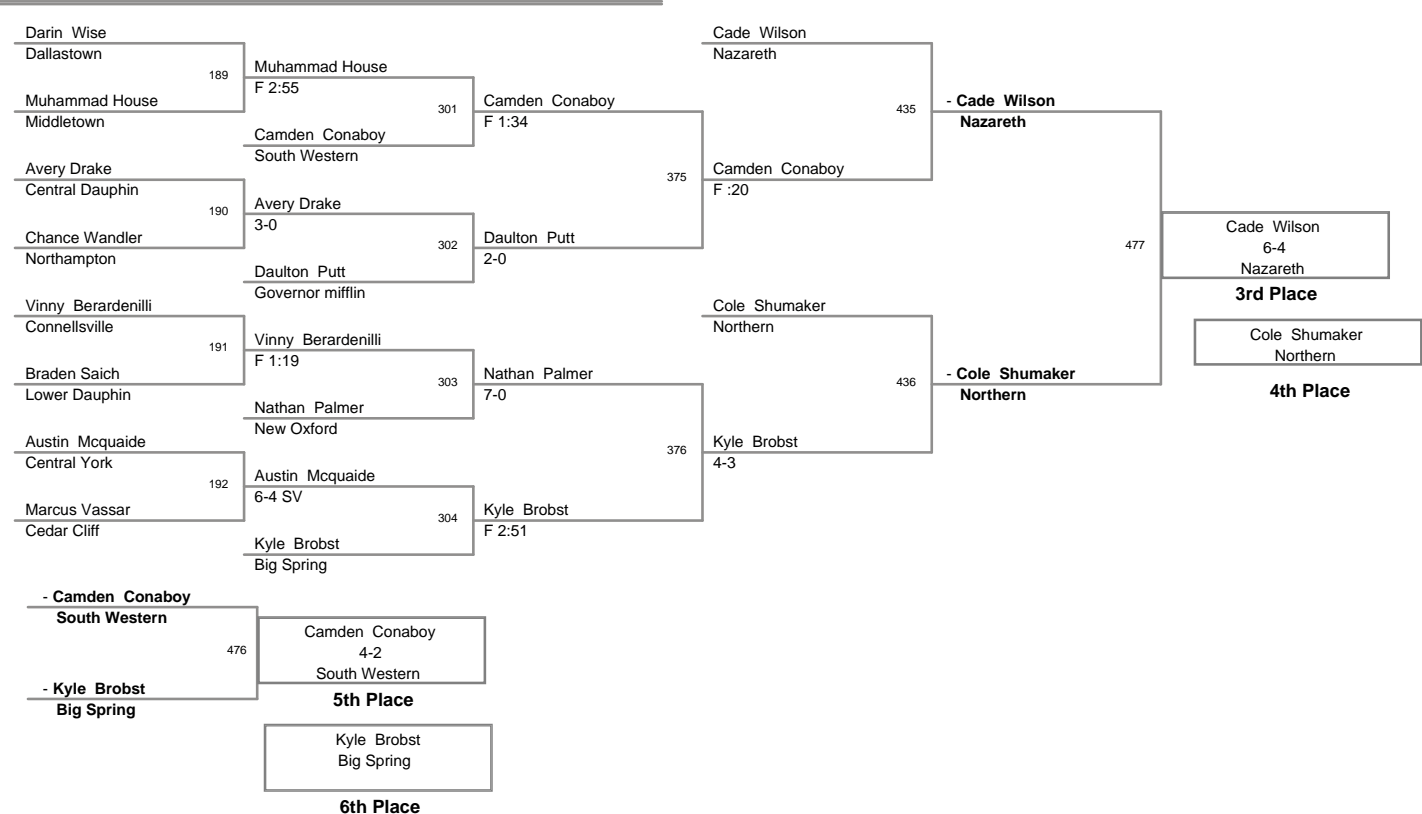 Darin Wise
Dallastown
189
Muhammad House
F 2:55
Muhammad House
Middletown
301
Camden Conaboy
F 1:34
Camden Conaboy
South Western
Avery Drake
Central Dauphin
190
Avery Drake
3-0
Chance Wandler
Northampton
302
Daulton Putt
2-0
Daulton Putt
Governor mifflin
375
Camden Conaboy
F :20
Cade Wilson
Nazareth
435
- Cade Wilson
Nazareth
Vinny Berardenilli
Connellsville
191
Vinny Berardenilli
F 1:19
Braden Saich
Lower Dauphin
303
Nathan Palmer
7-0
Nathan Palmer
New Oxford
Austin Mcquaide
Central York
192
Austin Mcquaide
6-4 SV
Marcus Vassar
Cedar Cliff
304
Kyle Brobst
F 2:51
Kyle Brobst
Big Spring
376
Kyle Brobst
4-3
Cole Shumaker
Northern
436
- Cole Shumaker
Northern
477
Cade Wilson
6-4
Nazareth
3rd Place
Cole Shumaker
Northern
4th Place
- Camden Conaboy
South Western
476
- Kyle Brobst
Big Spring
Camden Conaboy
4-2
South Western
5th Place
Kyle Brobst
Big Spring
6th Place